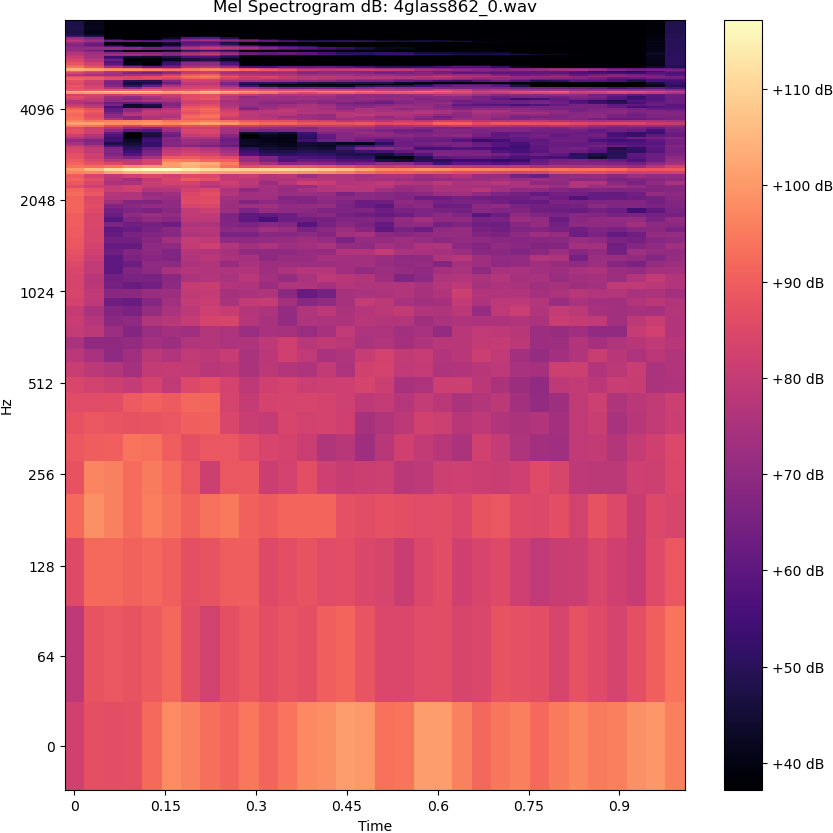 Mel Spectrogram dB: 4glass862_0.wav
4096
2048
1024
512
256
128
64
0
Hz
0
0.15
0.3
0.45
0.6
0.75
0.9
Time
+110 dB
+100 dB
+90 dB
+80 dB
+70 dB
+60 dB
+50 dB
+40 dB